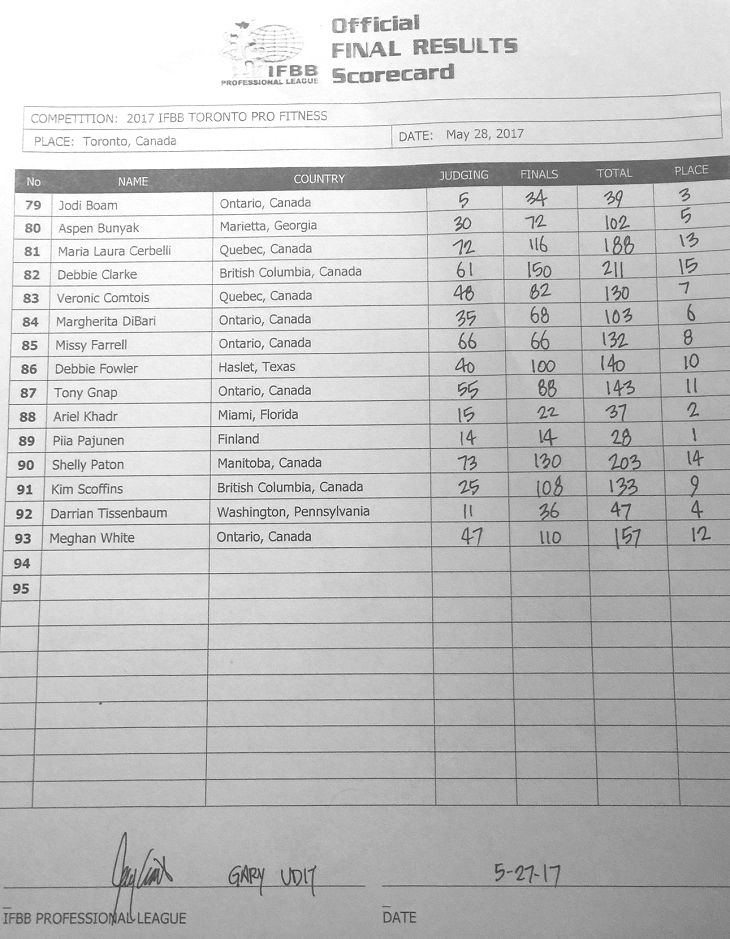 Official
FINAL RESULTS
Scorecard
IFBB
PROFESSIONAL LEAGUE
COMPETITION: 2017 IFBB TORONTO PRO FITNESS
PLACE: Toronto, Canada DATE: May 28, 2017
No NAME COUNTRY JUDGING FINALS TOTAL PLACE
79 Jodi Boam Ontario, Canada 5 34 39 3
80 Aspen Bunyak Marietta, Georgia 30 72 102 5
81 Maria Laura Cerbelli Quebec, Canada 72 116 188 13
82 Debbie Clarke British Columbia, Canada 61 150 211 15
83 Veronic Comtois Quebec, Canada 48 82 130 7
84 Margherita DiBari Ontario, Canada 35 68 103 6
85 Missy Farrell Ontario, Canada 66 66 132 8
86 Debbie Fowler Haslet, Texas 40 100 140 10
87 Tony Gnap Ontario, Canada 55 88 143 11
88 Ariel Khadr Miami, Florida 15 22 37 2
89 Piia Pajunen Finland 14 14 28 1
90 Shelly Paton Manitoba, Canada 73 130 203 14
91 Kim Scoffins British Columbia, Canada 25 108 133 9
92 Darrian Tissenbaum Washington, Pennsylvania 11 36 47 4
93 Meghan White Ontario, Canada 47 110 157 12
94
95
GARY UDIT 5-27-17
IFBB PROFESSIONAL LEAGUE DATE